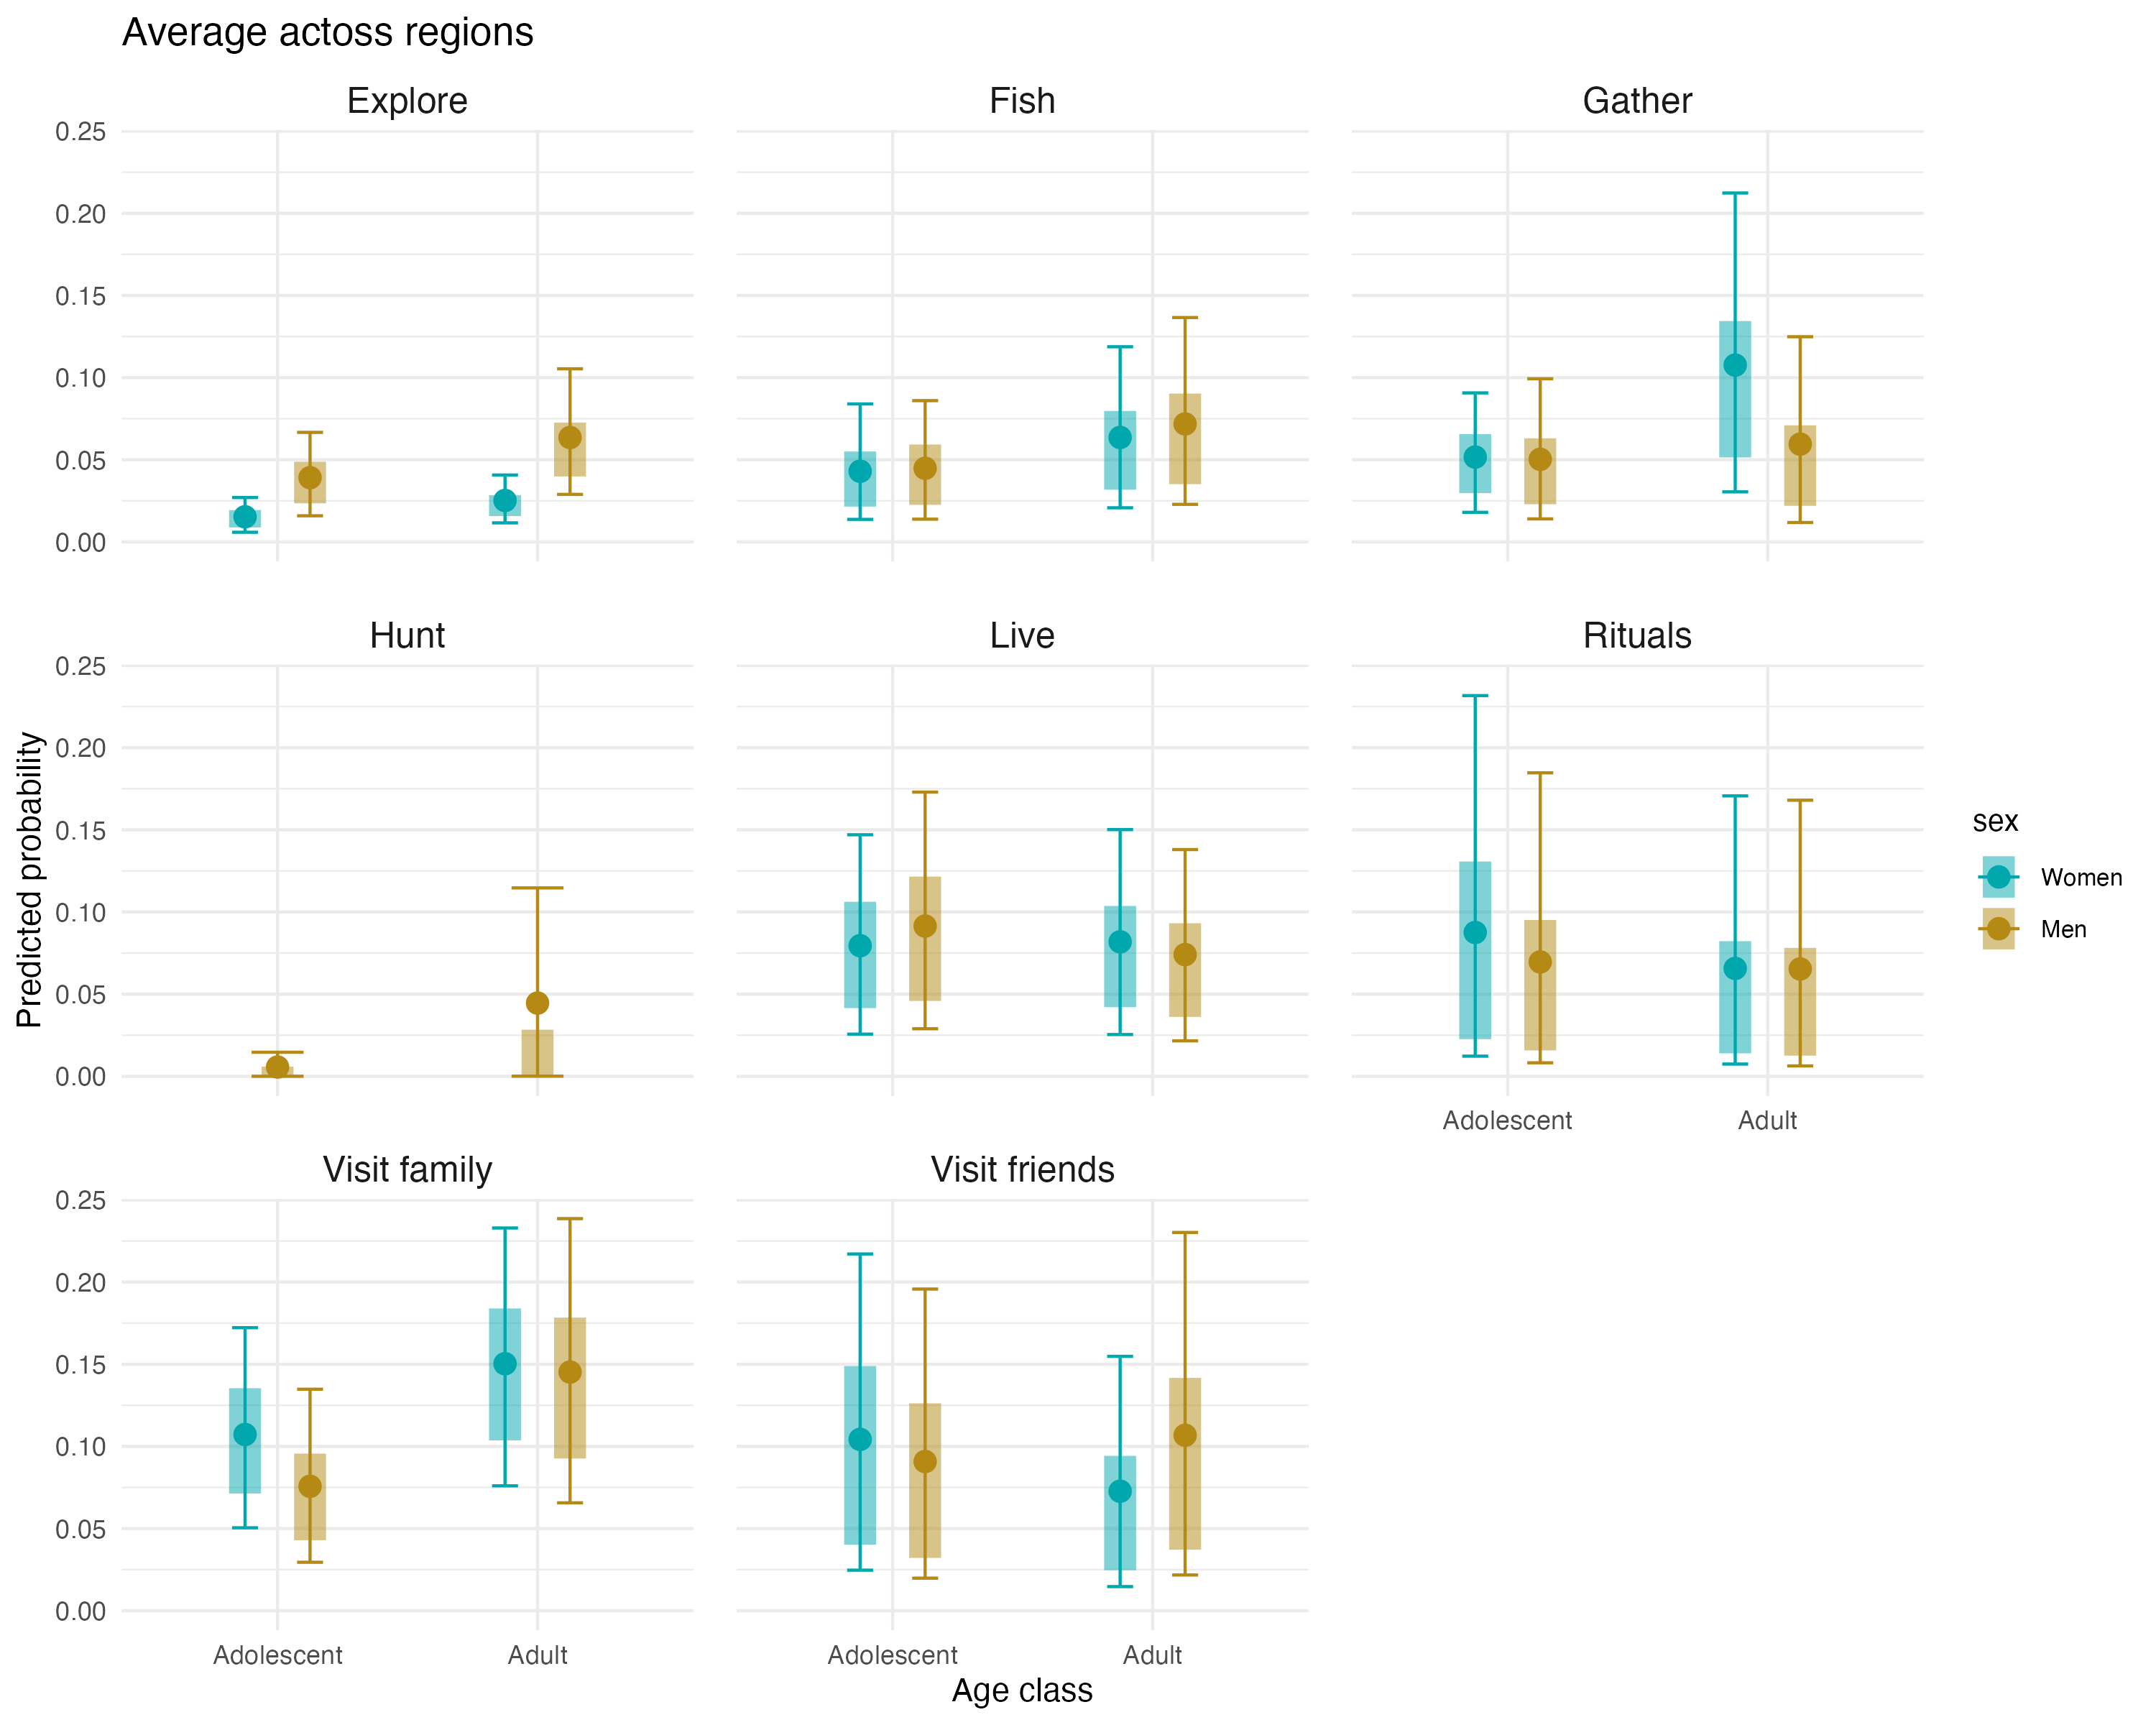 Average actoss regions
Explore
Fish
Gather
0.25
0.20
0.15
0.10
0.05
0.00
Hunt
Live
Rituals
0.25
0.20
0.15
0.10
0.05
0.00
Adolescent
Adult
Visit family
Visit friends
0.25
0.20
0.15
0.10
0.05
0.00
Adolescent
Adult
Adolescent
Adult
Age class
Predicted probability
sex
Women
Men